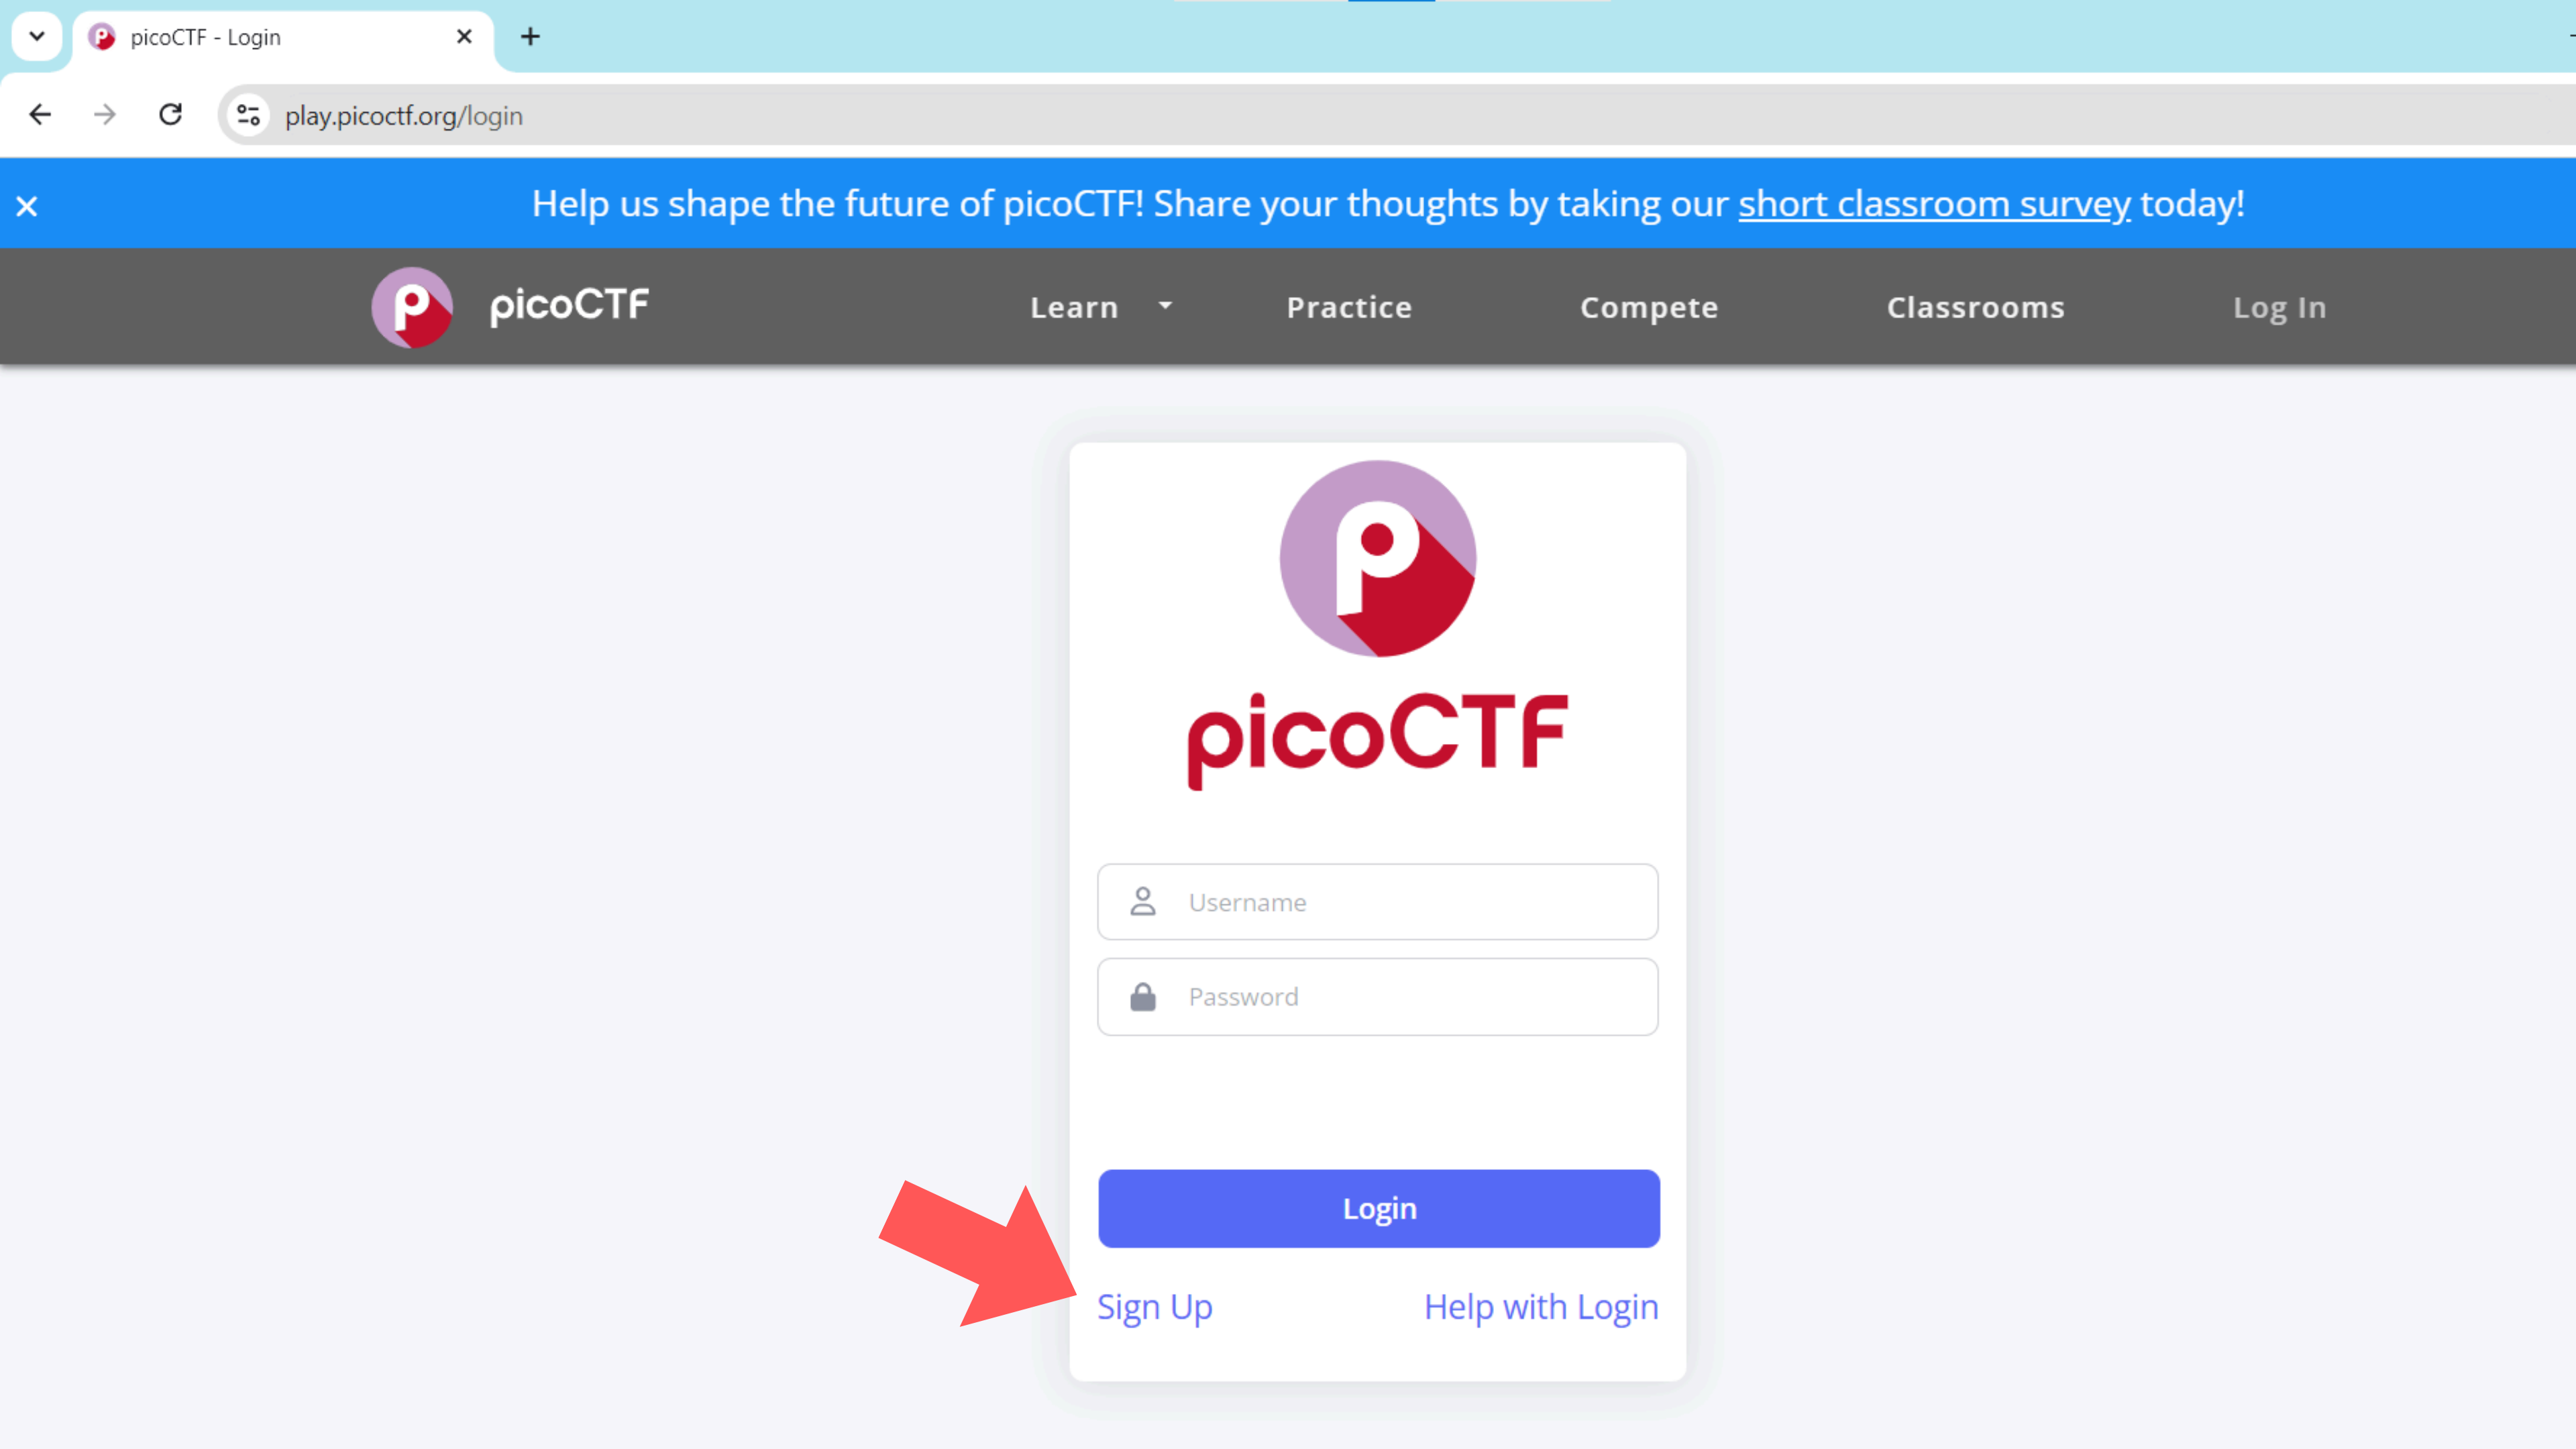 picoCTF - Login
play.picoctf.org/login
Help us shape the future of picoCTF! Share your thoughts by taking our short classroom survey today!
picoCTF Learn Practice Compete Classrooms Log In
picoCTF
Username
Password
Login
Sign Up Help with Login